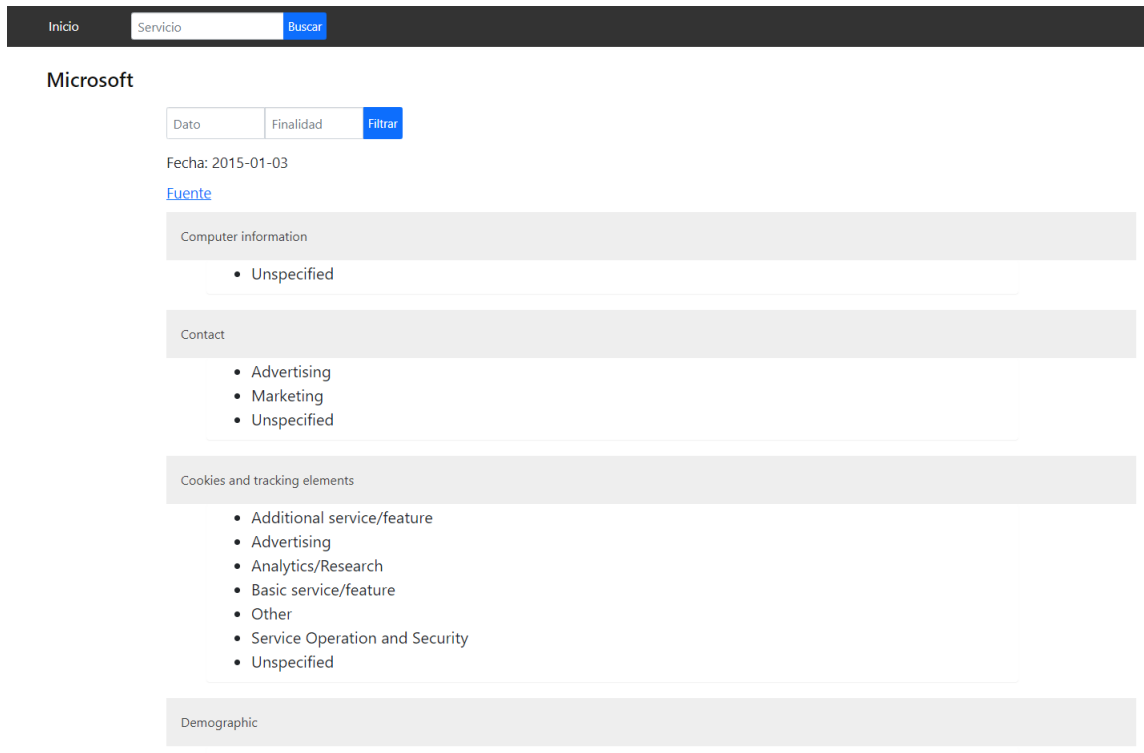 Inicio Servicio Buscar
Microsoft
Dato Finalidad Filtrar
Fecha: 2015-01-03
Fuente
Computer information
Unspecified
Contact
Advertising
Marketing
Unspecified
Cookies and tracking elements
Additional service/feature
Advertising
Analytics/Research
Basic service/feature
Other
Service Operation and Security
Unspecified
Demographic